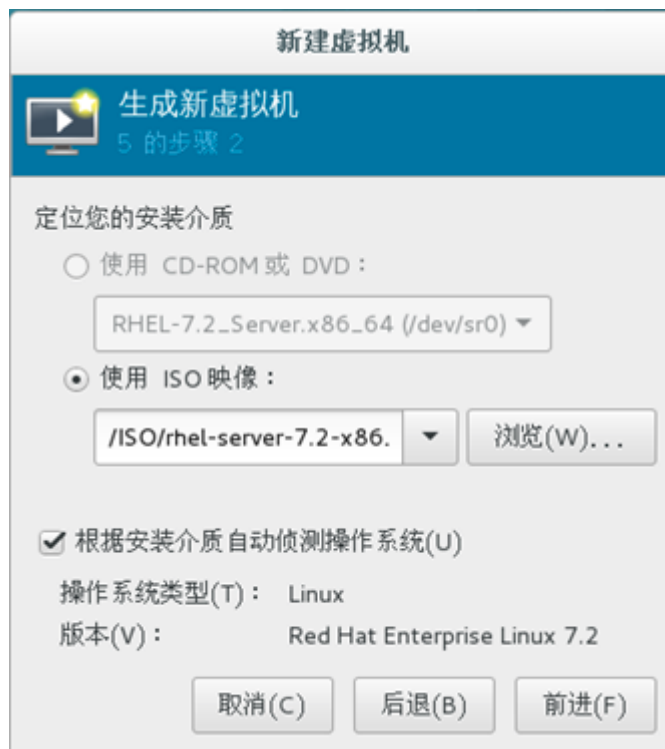 新建虚拟机
生成新虚拟机
5 的步骤 2
定位您的安装介质
使用 CD-ROM 或 DVD：
RHEL-7.2_Server.x86_64 (/dev/sr0)
使用 ISO 映像：
/ISO/rhel-server-7.2-x86. 浏览(W)...
根据安装介质自动侦测操作系统(U)
操作系统类型(T)： Linux
版本(V)： Red Hat Enterprise Linux 7.2
取消(C) 后退(B) 前进(F)